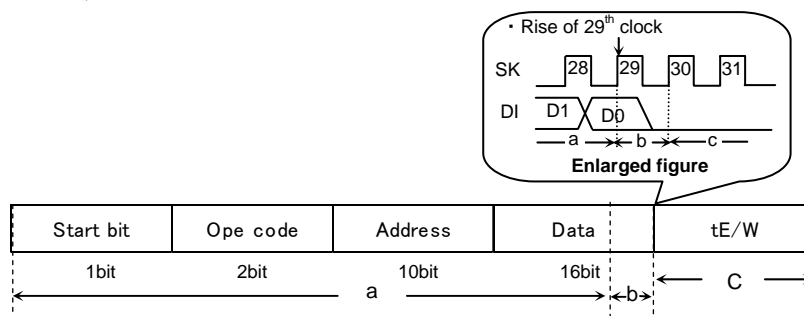 ・Rise of 29th clock
SK 28 29 30 31
DI D1 D0
a b c
Enlarged figure
Start bit Ope code Address Data tE/W
1bit 2bit 10bit 16bit
a b C